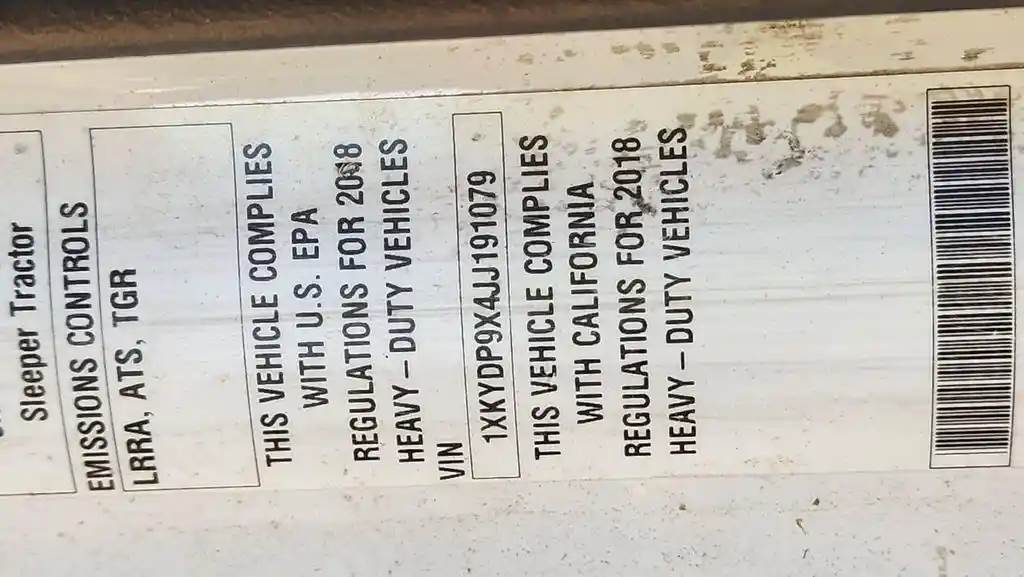 Sleeper Tractor
EMISSIONS CONTROLS
LRRA, ATS, TGR
THIS VEHICLE COMPLIES
WITH U.S. EPA
REGULATIONS FOR 2018
HEAVY-DUTY VEHICLES
VIN
1XKYDP9X4JJ191079
THIS VEHICLE COMPLIES
WITH CALIFORNIA
REGULATIONS FOR 2018
HEAVY-DUTY VEHICLES